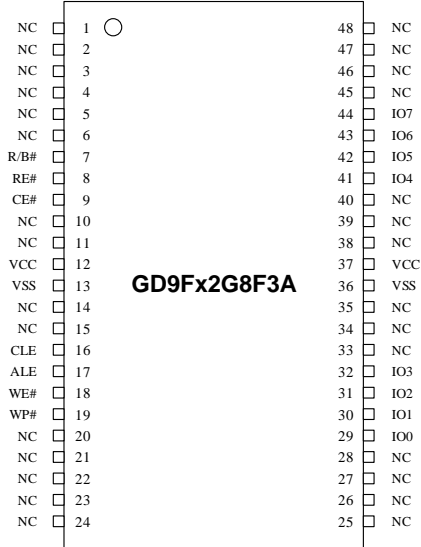 NC 1 48 NC
NC 2 47 NC
NC 3 46 NC
NC 4 45 NC
NC 5 44 IO7
NC 6 43 IO6
R/B# 7 42 IO5
RE# 8 41 IO4
CE# 9 40 NC
NC 10 39 NC
NC 11 38 NC
VCC 12 37 VCC
VSS 13 GD9Fx2G8F3A 36 VSS
NC 14 35 NC
NC 15 34 NC
CLE 16 33 NC
ALE 17 32 IO3
WE# 18 31 IO2
WP# 19 30 IO1
NC 20 29 IO0
NC 21 28 NC
NC 22 27 NC
NC 23 26 NC
NC 24 25 NC